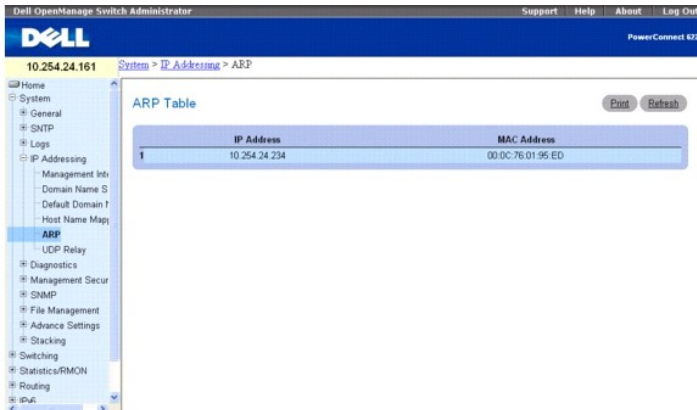 Dell OpenManage Switch Administrator
Support Help About Log Out
DELL
PowerConnect 622
10.254.24.161
System > IP Addressing > ARP
Home
System
General
SNTP
Logs
IP Addressing
Management Inte
Domain Name S
Default Domain N
Host Name Mapp
ARP
UDP Relay
Diagnostics
Management Secur
SNMP
File Management
Advance Settings
Stacking
Switching
Statistics/RMON
Routing
IPv6
ARP Table
Print Refresh
IP Address MAC Address
1 10.254.24.234 00:0C:76:01:95:ED